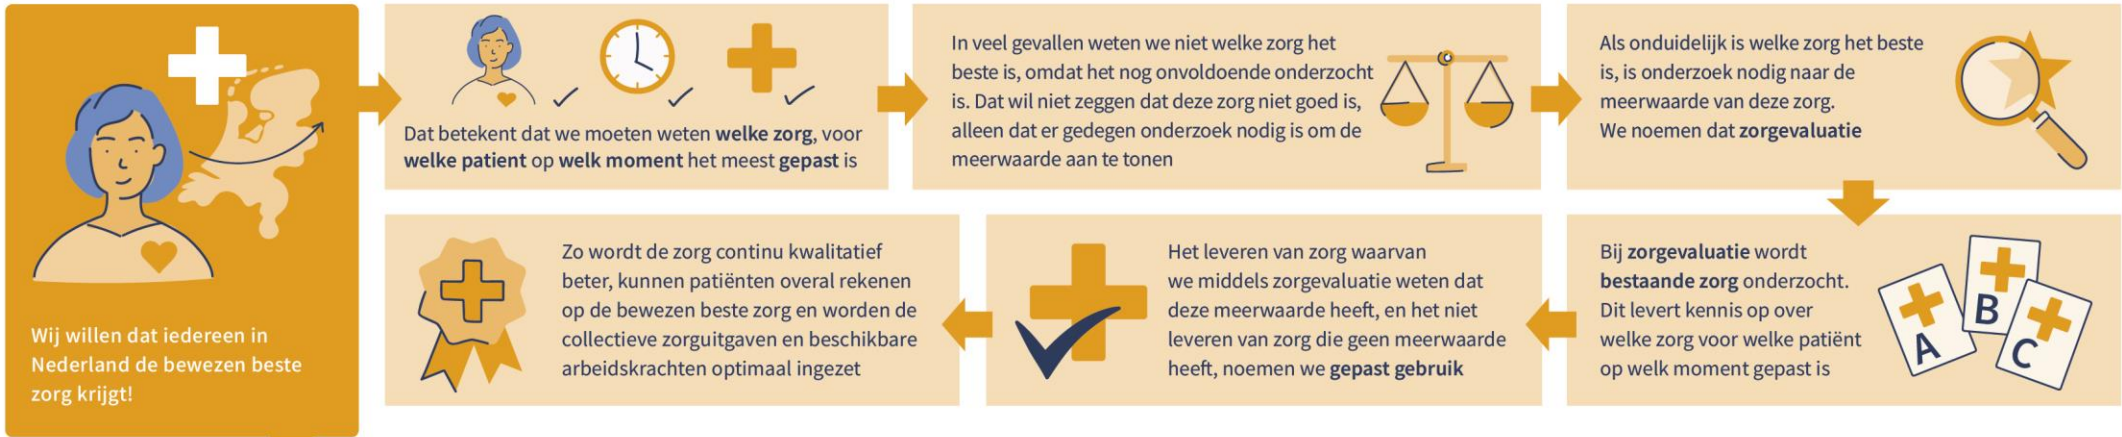 Wij willen dat iedereen in
Nederland de bewezen beste
zorg krijgt!
Dat betekent dat we moeten weten welke zorg, voor
welke patient op welk moment het meest gepast is
In veel gevallen weten we niet welke zorg het
beste is, omdat het nog onvoldoende onderzocht
is. Dat wil niet zeggen dat deze zorg niet goed is,
alleen dat er gedegen onderzoek nodig is om de
meerwaarde aan te tonen
Als onduidelijk is welke zorg het beste
is, is onderzoek nodig naar de
meerwaarde van deze zorg.
We noemen dat zorgevaluatie
Bij zorgevaluatie wordt
bestaande zorg onderzocht.
Dit levert kennis op over
welke zorg voor welke patiënt
op welk moment gepast is
A
B
C
Het leveren van zorg waarvan
we middels zorgevaluatie weten dat
deze meerwaarde heeft, en het niet
leveren van zorg die geen meerwaarde
heeft, noemen we gepast gebruik
Zo wordt de zorg continu kwalitatief
beter, kunnen patiënten overal rekenen
op de bewezen beste zorg en worden de
collectieve zorguitgaven en beschikbare
arbeidskrachten optimaal ingezet